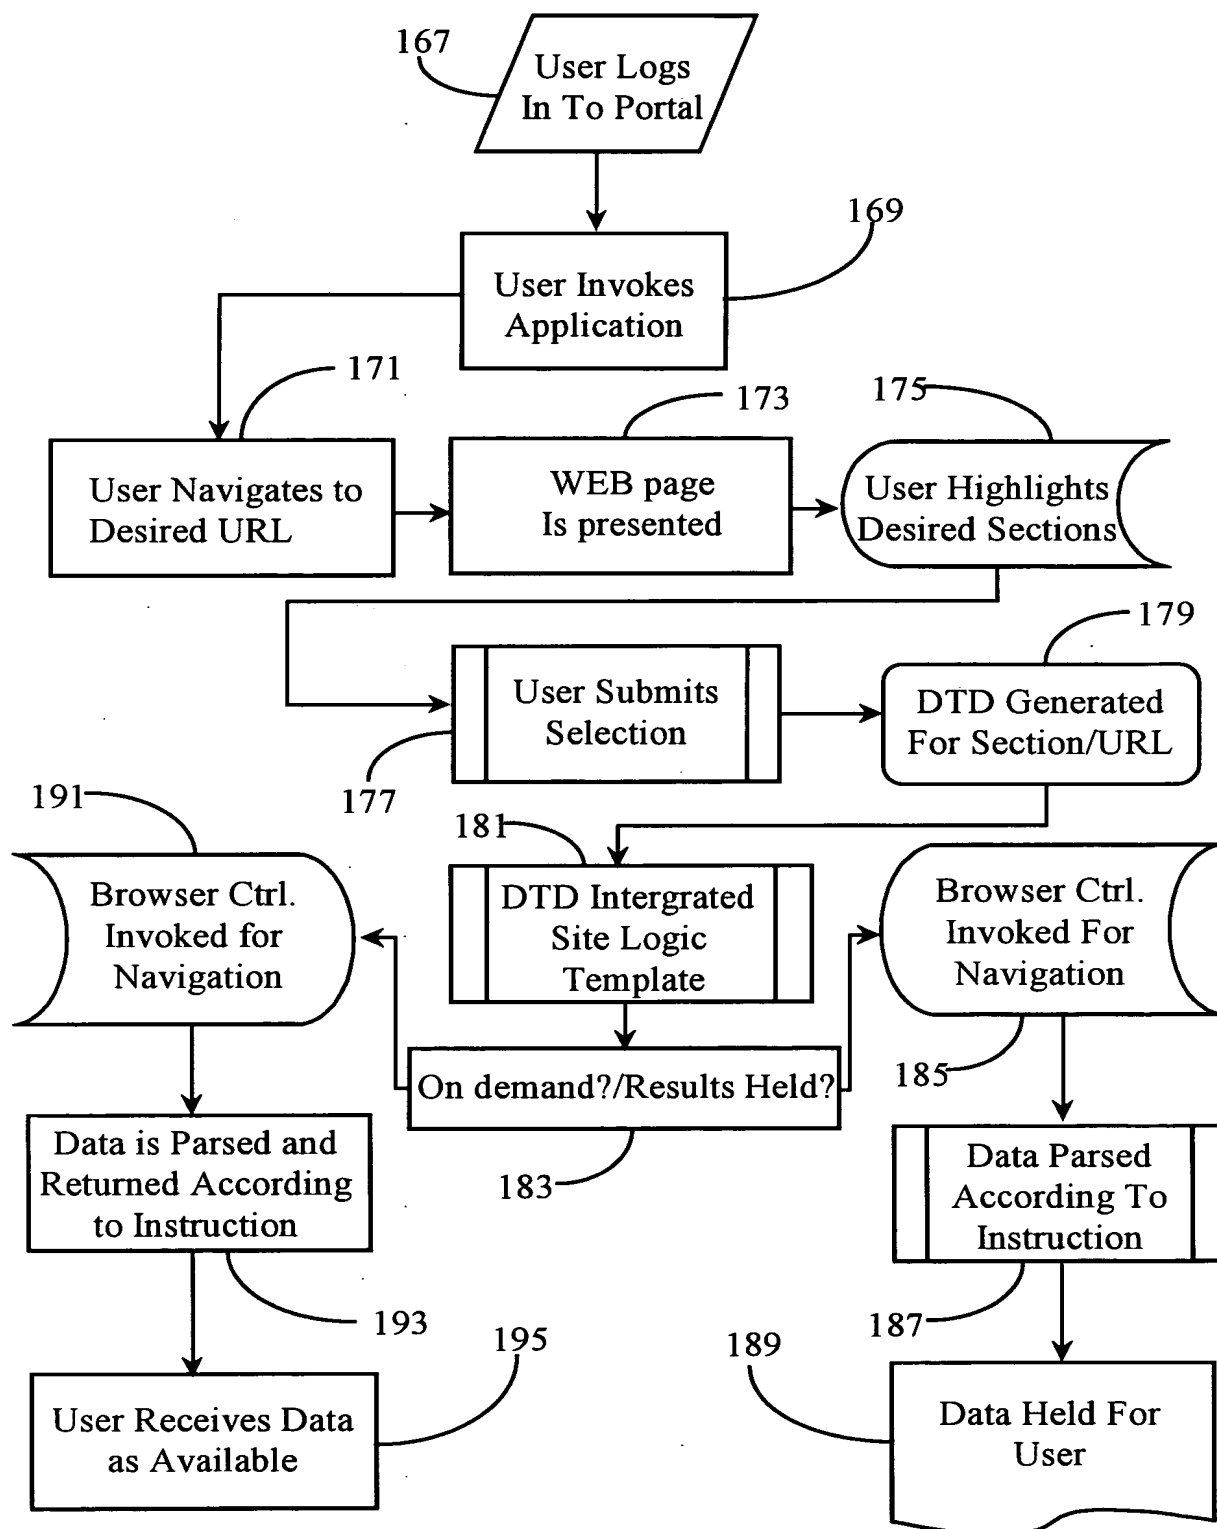 167
User Logs
In To Portal
169
User Invokes
Application
171
User Navigates to
Desired URL
173
WEB page
Is presented
175
User Highlights
Desired Sections
177
User Submits
Selection
179
DTD Generated
For Section/URL
181
DTD Intergrated
Site Logic
Template
191
Browser Ctrl.
Invoked for
Navigation
Browser Ctrl.
Invoked For
Navigation
185
On demand?/Results Held?
183
Data is Parsed and
Returned According
to Instruction
193
Data Parsed
According To
Instruction
187
195
User Receives Data
as Available
189
Data Held For
User